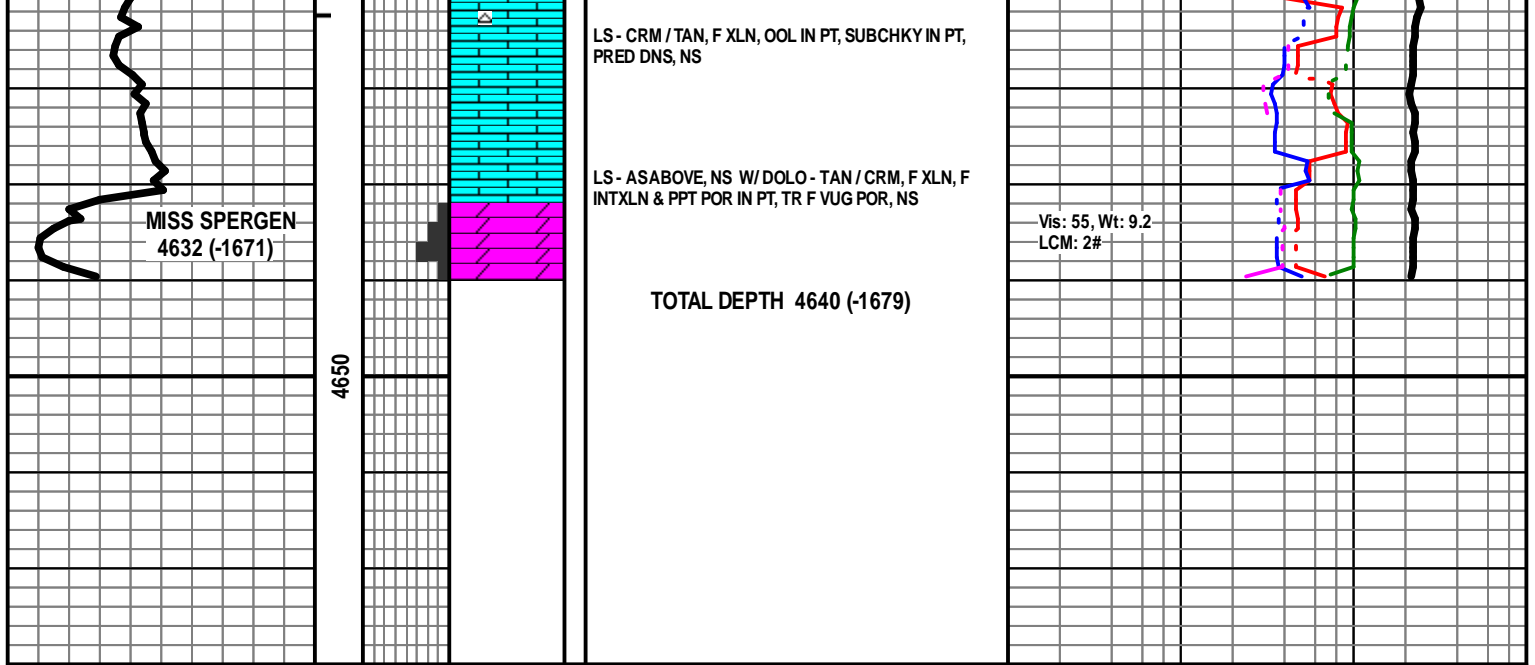 LS - CRM / TAN, F XLN, OOL IN PT, SUBCHKY IN PT,
PRED DNS, NS
LS - AS ABOVE, NS W/ DOLO - TAN / CRM, F XLN, F
INTXLN & PPT POR IN PT, TR F VUG POR, NS
MISS SPERGEN
4632 (-1671)
Vis: 55, Wt: 9.2
LCM: 2#
TOTAL DEPTH 4640 (-1679)
4650